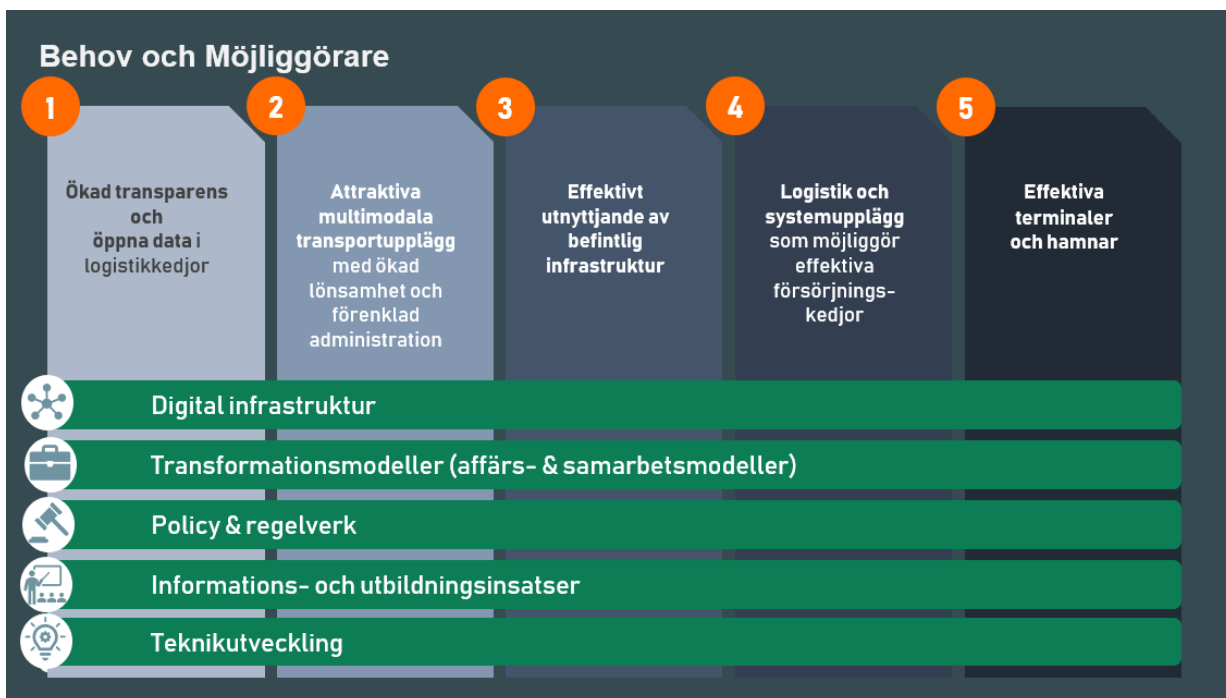 Behov och Möjliggörare
1
Ökad transparens
och
öppna data i
logistikkedjor
2
Attraktiva
multimodala
transportupplägg
med ökad
lönsamhet och
förenklad
administration
3
Effektivt
utnyttjande av
befintlig
infrastruktur
4
Logistik och
systemupplägg
som möjliggör
effektiva
försörjnings-
kedjor
5
Effektiva
terminaler
och hamnar
Digital infrastruktur
Transformationsmodeller (affärs- & samarbetsmodeller)
Policy & regelverk
Informations- och utbildningsinsatser
Teknikutveckling